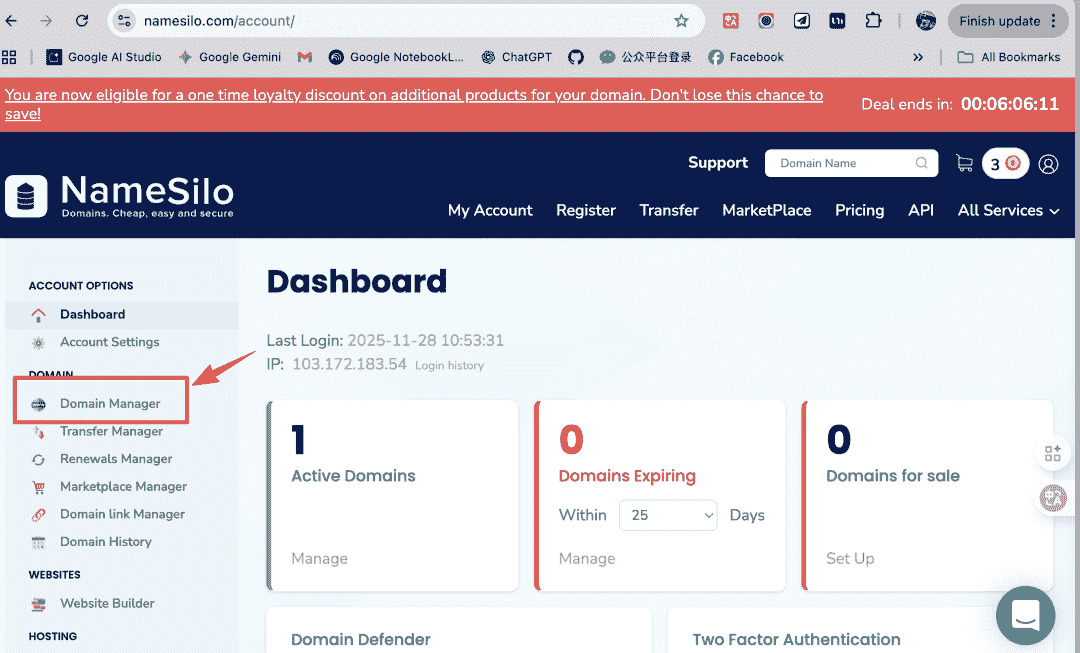 namesilo.com/account/
Finish update
Google AI Studio
Google Gemini
Google NotebookL...
ChatGPT
公众平台登录
Facebook
»
All Bookmarks
You are now eligible for a one time loyalty discount on additional products for your domain. Don't lose this chance to
save!
Deal ends in: 00:06:06:11
Support
Domain Name
3
NameSilo
Domains. Cheap, easy and secure
My Account
Register
Transfer
MarketPlace
Pricing
API
All Services
ACCOUNT OPTIONS
Dashboard
Account Settings
DOMAIN
Domain Manager
Transfer Manager
Renewals Manager
Marketplace Manager
Domain link Manager
Domain History
WEBSITES
Website Builder
HOSTING
Dashboard
Last Login: 2025-11-28 10:53:31
IP: 103.172.183.54 Login history
1
Active Domains
Manage
0
Domains Expiring
Within 25 Days
Manage
0
Domains for sale
Set Up
Domain Defender
Two Factor Authentication